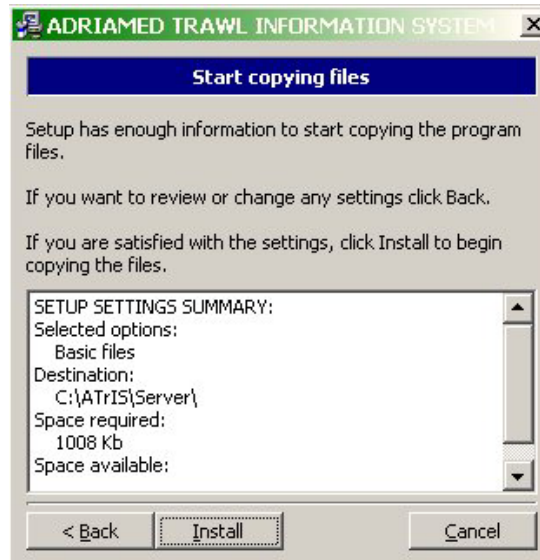 ADRIAMED TRAWL INFORMATION SYSTEM
Start copying files
Setup has enough information to start copying the program
files.
If you want to review or change any settings click Back.
If you are satisfied with the settings, click Install to begin
copying the files.
SETUP SETTINGS SUMMARY:
Selected options:
Basic files
Destination:
C:\ATrIS\Server\
Space required:
1008 Kb
Space available:
< Back
Install
Cancel